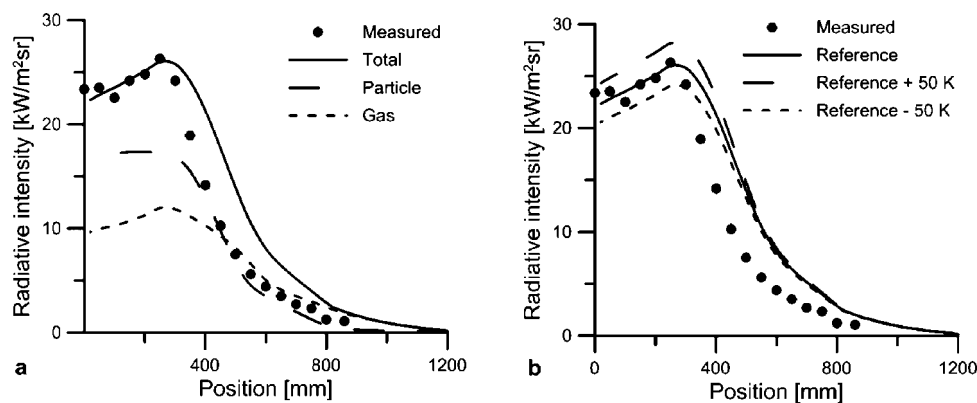 30
20
10
0
Radiative intensity [kW/m²sr]
Measured
Total
Particle
Gas
400
800
1200
Position [mm]
a
30
20
10
0
Radiative intensity [kW/m²sr]
Measured
Reference
Reference + 50 K
Reference - 50 K
0
400
800
1200
Position [mm]
b